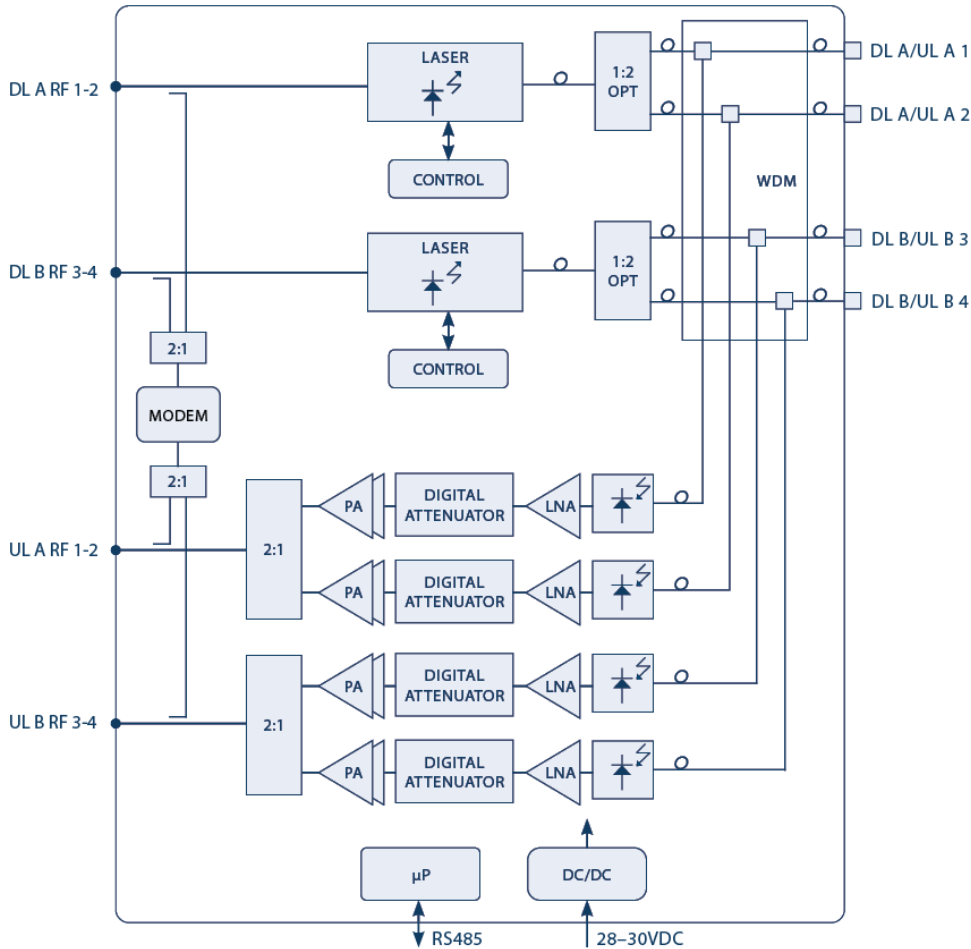 DL A RF 1-2
LASER
CONTROL
1:2
OPT
DL A/UL A 1
DL A/UL A 2
WDM
DL B RF 3-4
LASER
CONTROL
1:2
OPT
DL B/UL B 3
DL B/UL B 4
2:1
MODEM
2:1
UL A RF 1-2
2:1
PA
DIGITAL
ATTENUATOR
LNA
PA
DIGITAL
ATTENUATOR
LNA
UL B RF 3-4
2:1
PA
DIGITAL
ATTENUATOR
LNA
PA
DIGITAL
ATTENUATOR
LNA
µP
DC/DC
RS485
28–30VDC